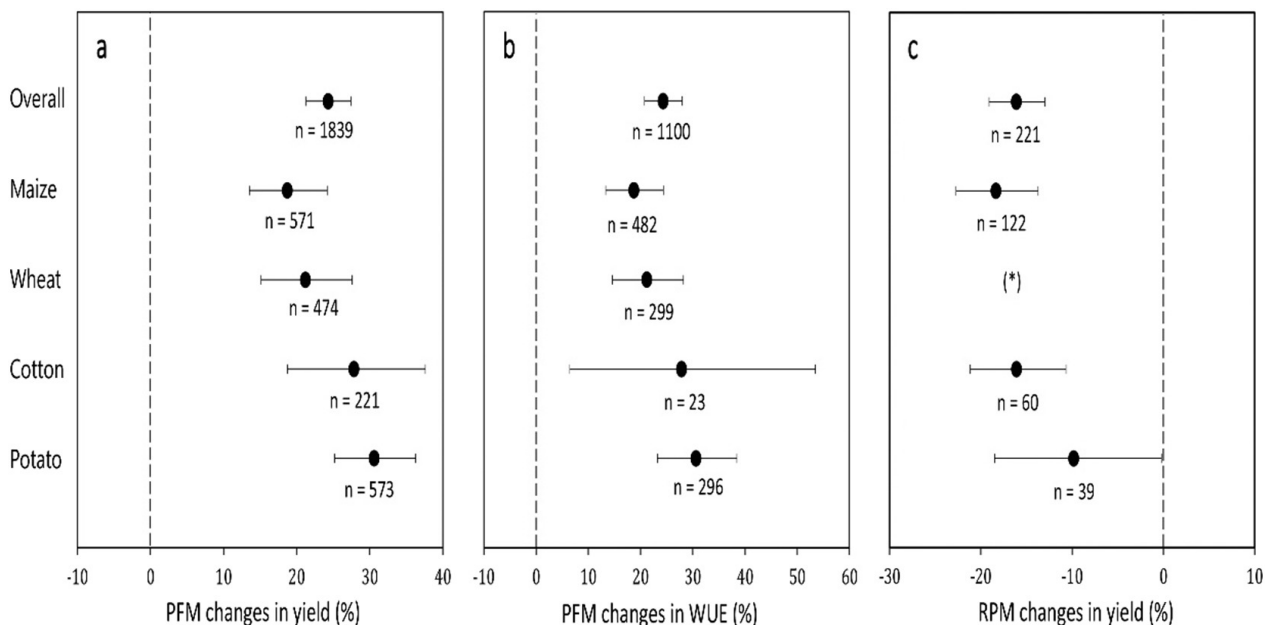 a
b
c
Overall
n = 1839
n = 1100
n = 221
Maize
n = 571
n = 482
n = 122
Wheat
n = 474
n = 299
(*)
Cotton
n = 221
n = 23
n = 60
Potato
n = 573
n = 296
n = 39
-10 0 10 20 30 40
-10 0 10 20 30 40 50 60
-30 -20 -10 0 10
PFM changes in yield (%)
PFM changes in WUE (%)
RPM changes in yield (%)